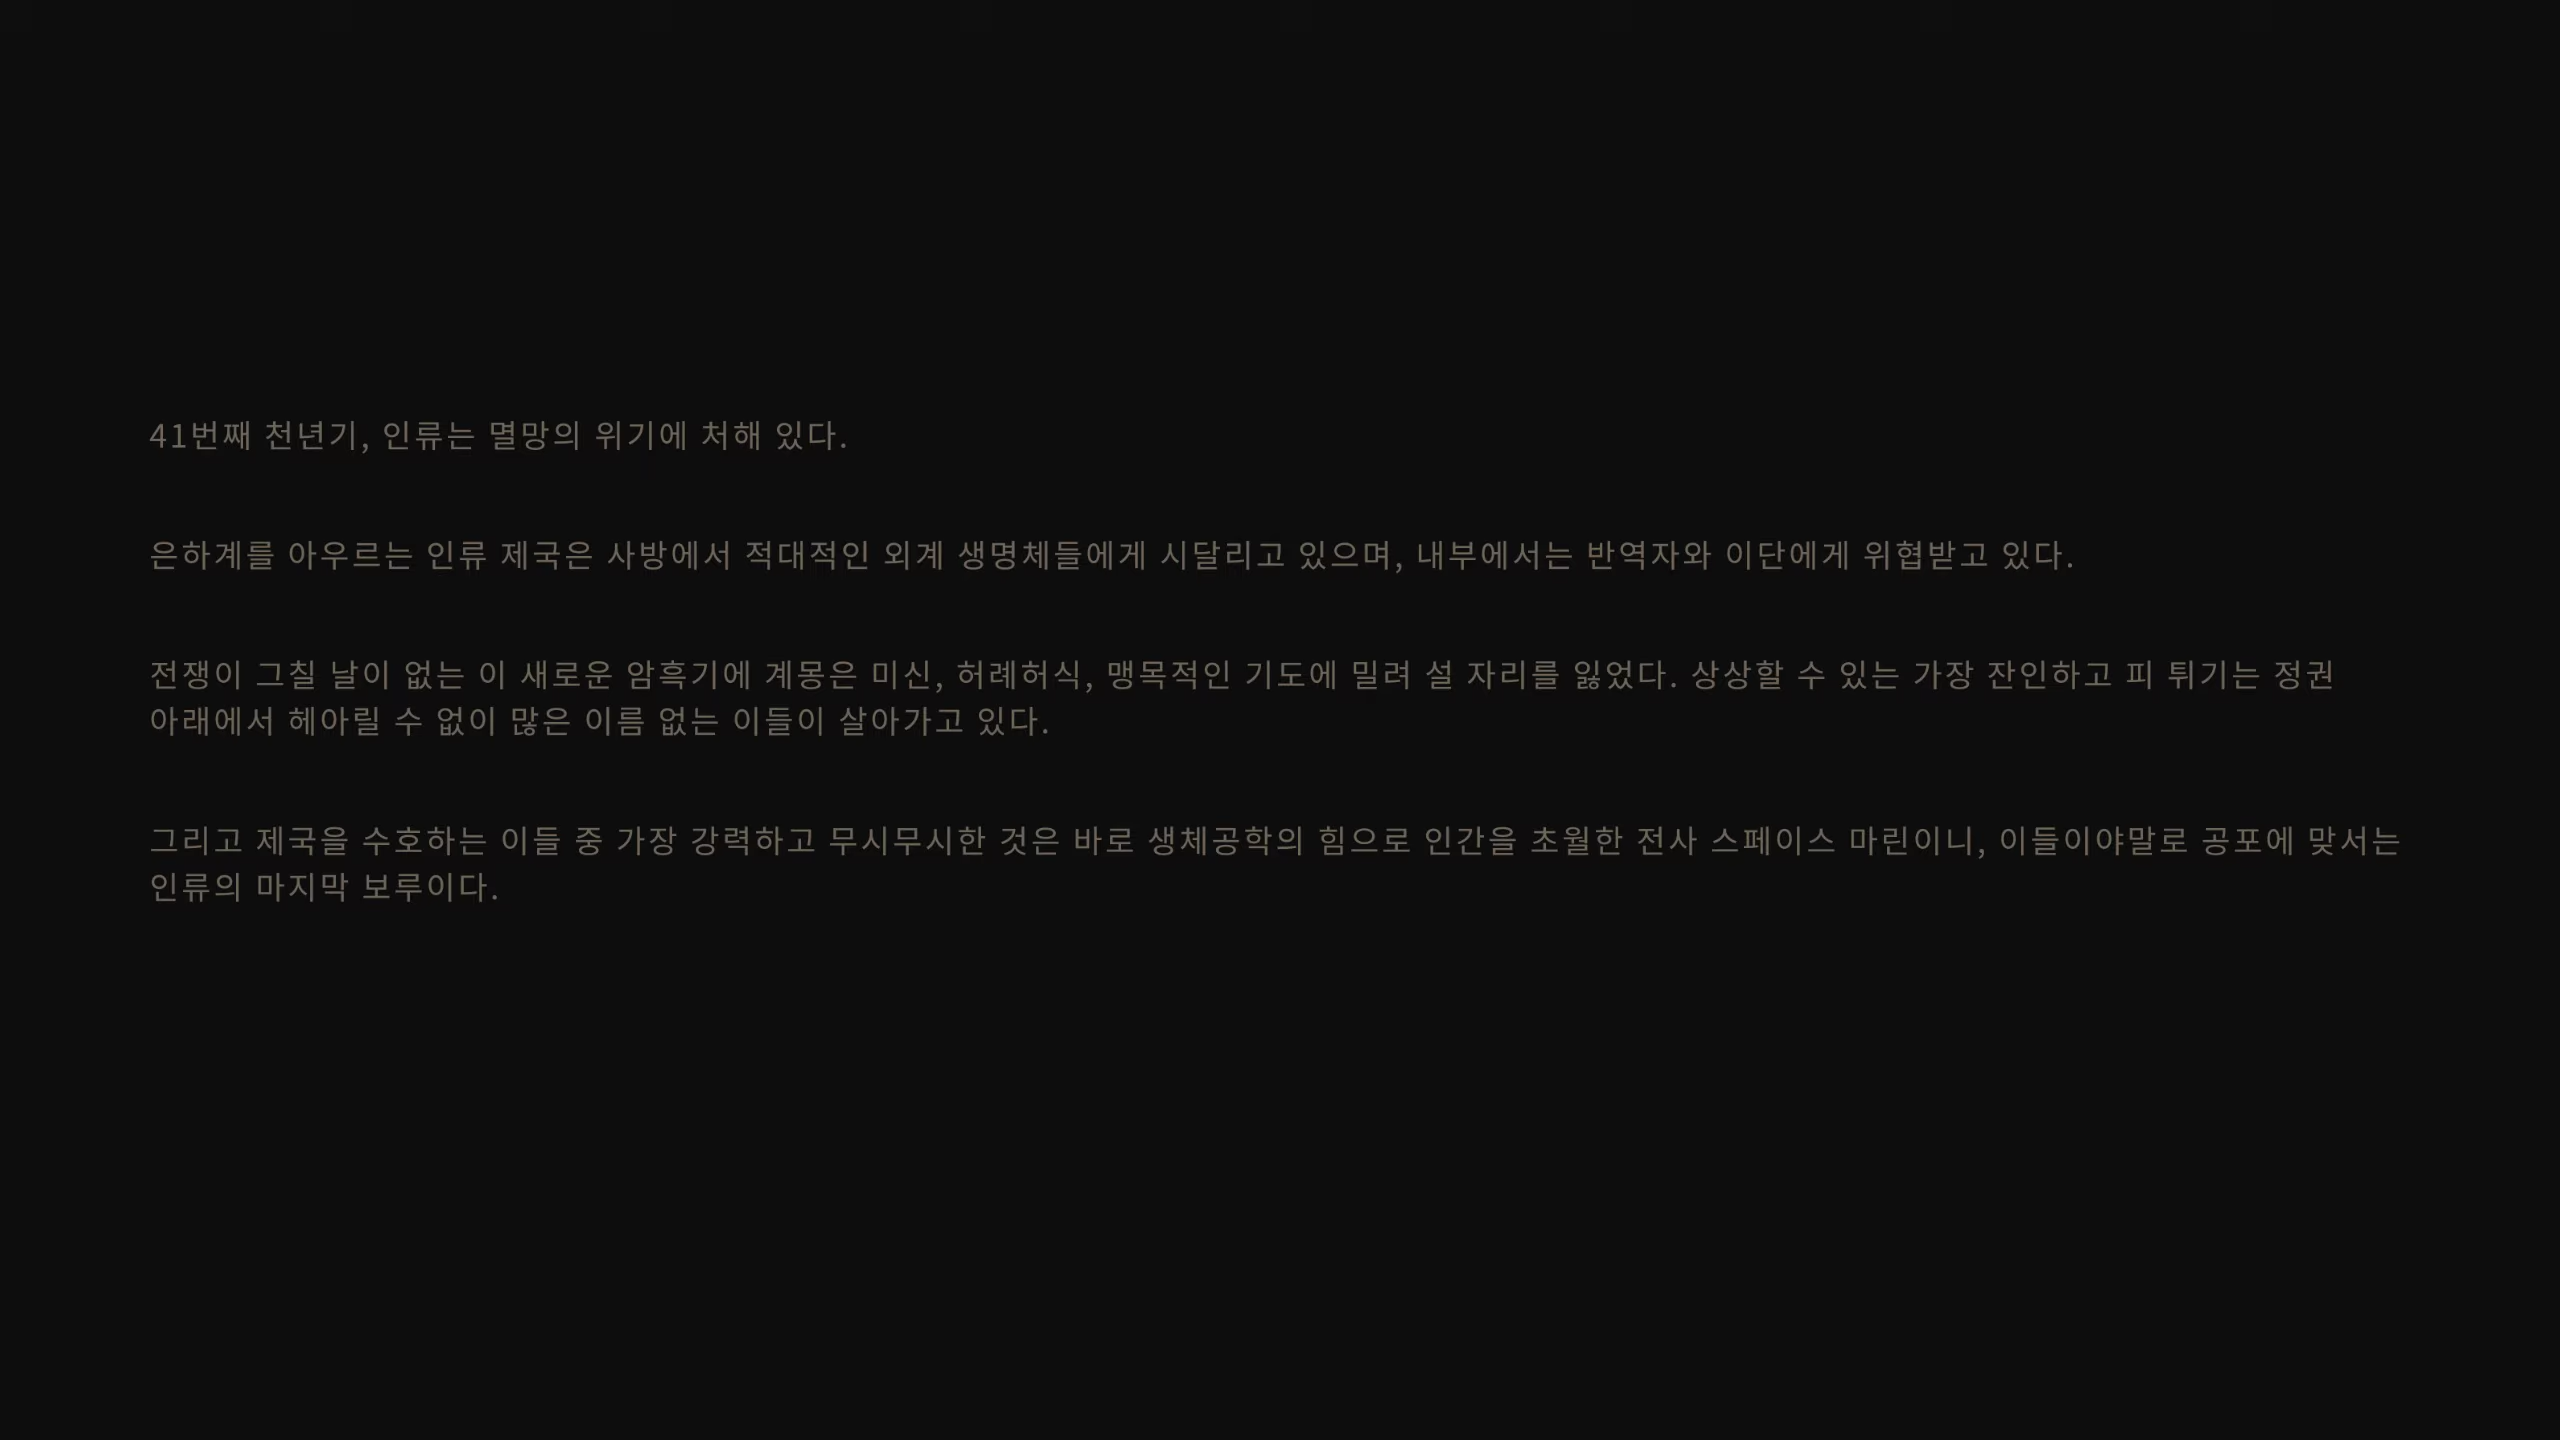 41번째 천년기, 인류는 멸망의 위기에 처해 있다.
은하계를 아우르는 인류 제국은 사방에서 적대적인 외계 생명체들에게 시달리고 있으며, 내부에서는 반역자와 이단에게 위협받고 있다.
전쟁이 그칠 날이 없는 이 새로운 암흑기에 계몽은 미신, 허례허식, 맹목적인 기도에 밀려 설 자리를 잃었다. 상상할 수 있는 가장 잔인하고 피 튀기는 정권
아래에서 헤아릴 수 없이 많은 이름 없는 이들이 살아가고 있다.
그리고 제국을 수호하는 이들 중 가장 강력하고 무시무시한 것은 바로 생체공학의 힘으로 인간을 초월한 전사 스페이스 마린이니, 이들이야말로 공포에 맞서는
인류의 마지막 보루이다.